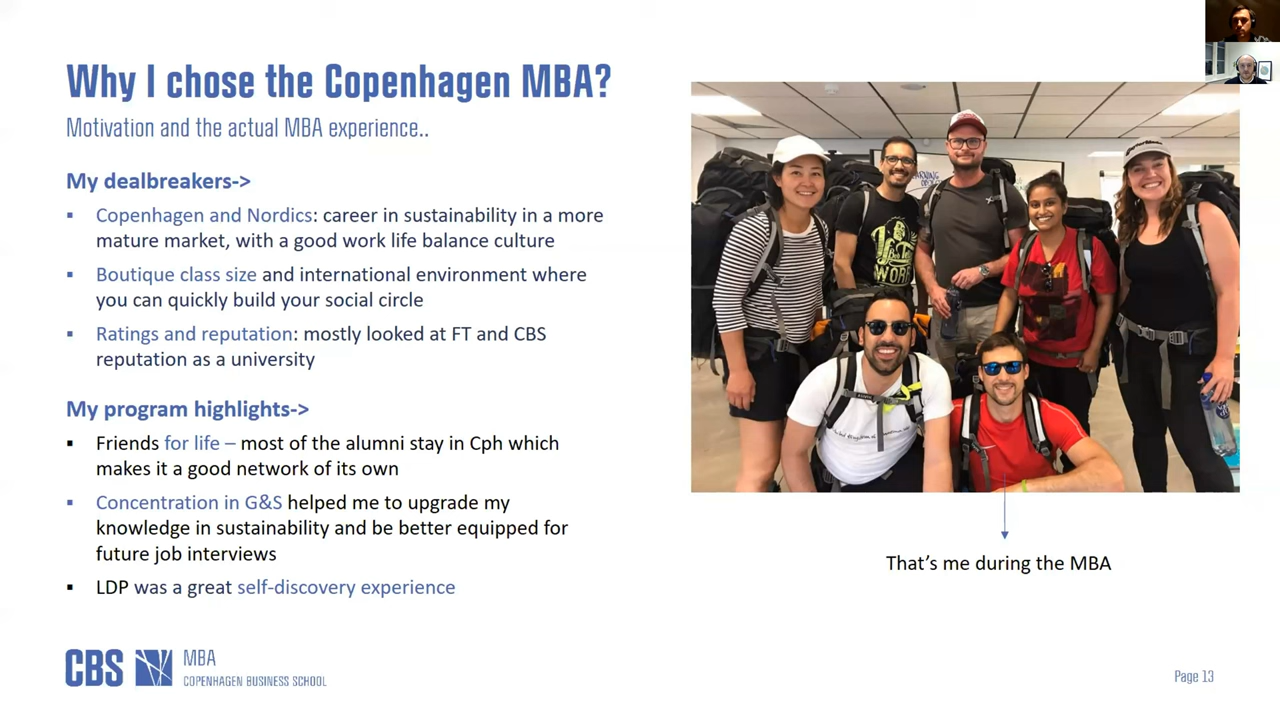 Why I chose the Copenhagen MBA?
Motivation and the actual MBA experience..
My dealbreakers->
▪ Copenhagen and Nordics: career in sustainability in a more
mature market, with a good work life balance culture
▪ Boutique class size and international environment where
you can quickly build your social circle
▪ Ratings and reputation: mostly looked at FT and CBS
reputation as a university
My program highlights->
▪ Friends for life – most of the alumni stay in Cph which
makes it a good network of its own
▪ Concentration in G&S helped me to upgrade my
knowledge in sustainability and be better equipped for
future job interviews
▪ LDP was a great self-discovery experience
That's me during the MBA
CBS
MBA
COPENHAGEN BUSINESS SCHOOL
Page 13